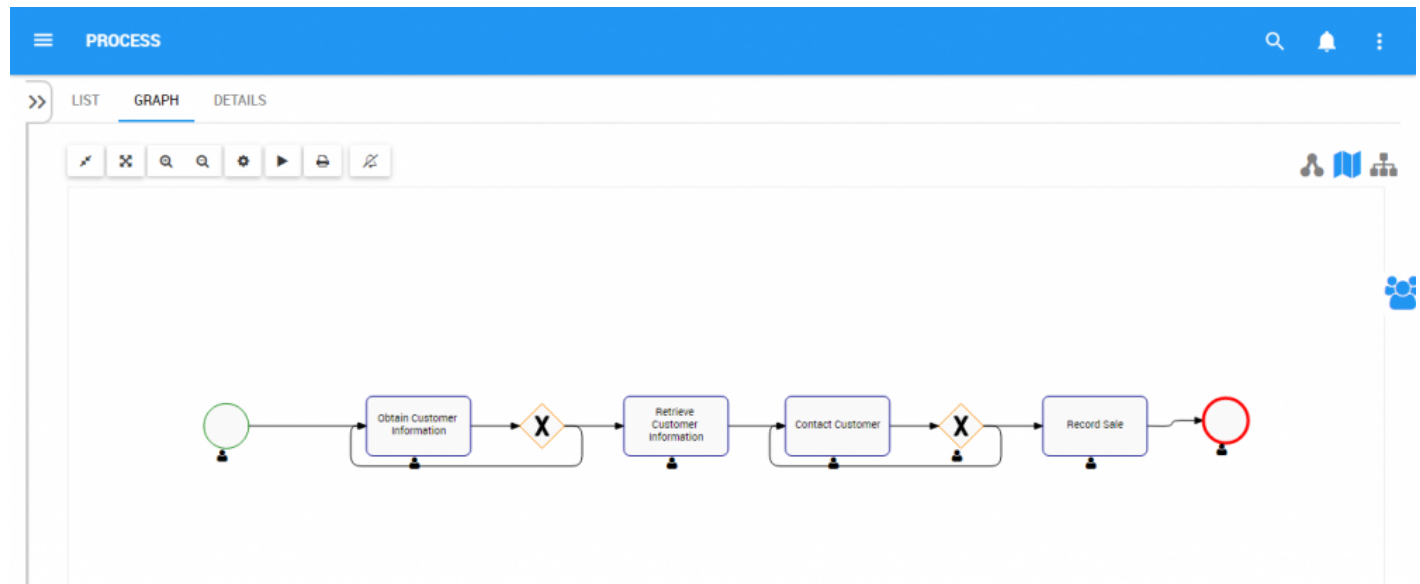 PROCESS
LIST GRAPH DETAILS
Obtain Customer
Information
X
Retrieve
Customer
Information
Contact Customer
X
Record Sale